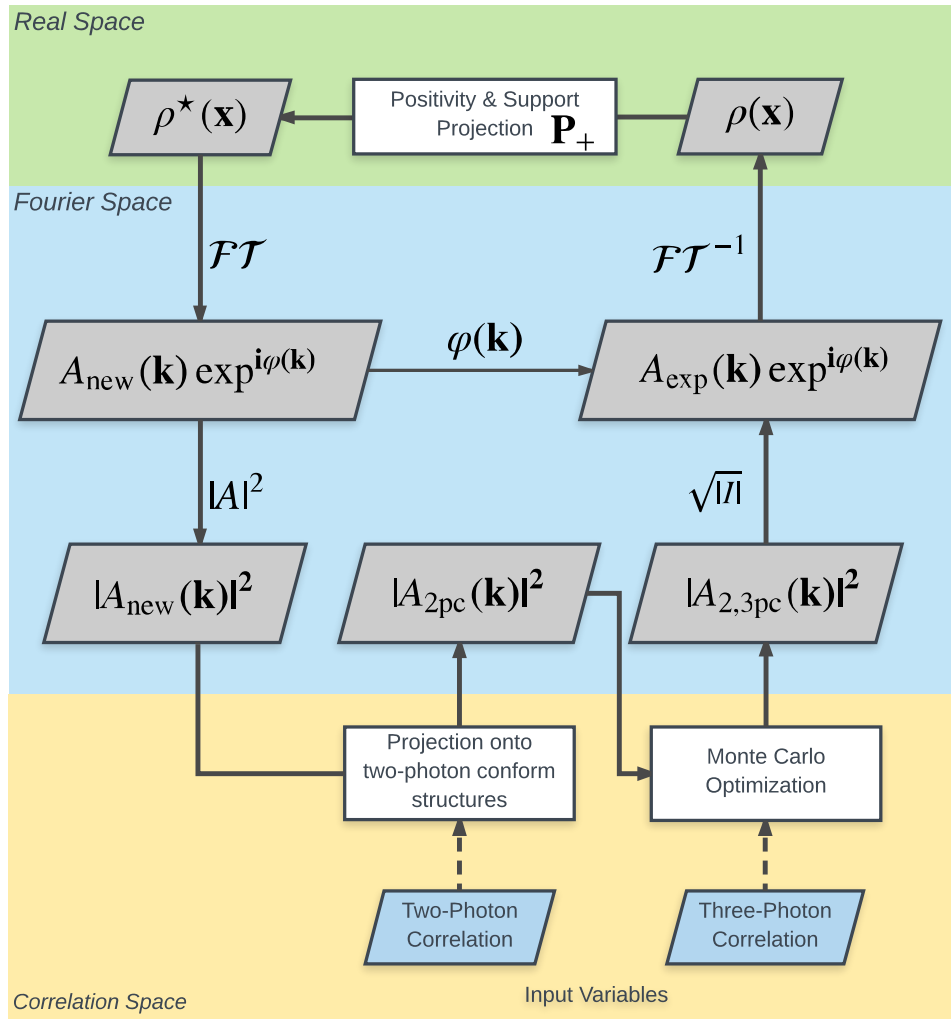 Real Space
ρ★(x)
Positivity & Support
Projection P₊
ρ(x)
Fourier Space
ℱ𝒯
ℱ𝒯⁻¹
A_new(k) exp^iφ(k)
φ(k)
A_exp(k) exp^iφ(k)
|A|²
√|I|
|A_new(k)|²
|A_2pc(k)|²
|A_2,3pc(k)|²
Projection onto
two-photon conform
structures
Monte Carlo
Optimization
Two-Photon
Correlation
Three-Photon
Correlation
Correlation Space
Input Variables